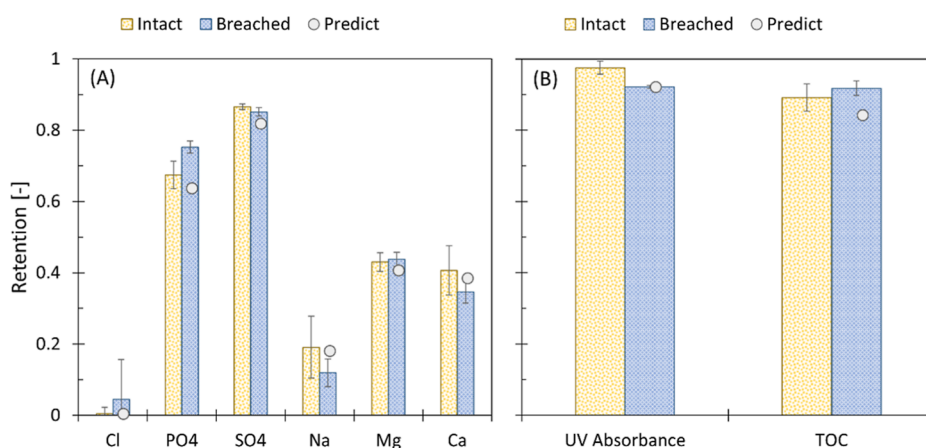 Intact Breached Predict
Intact Breached Predict
(A)
(B)
Retention [-]
1
0.8
0.6
0.4
0.2
0
Cl PO4 SO4 Na Mg Ca
UV Absorbance TOC